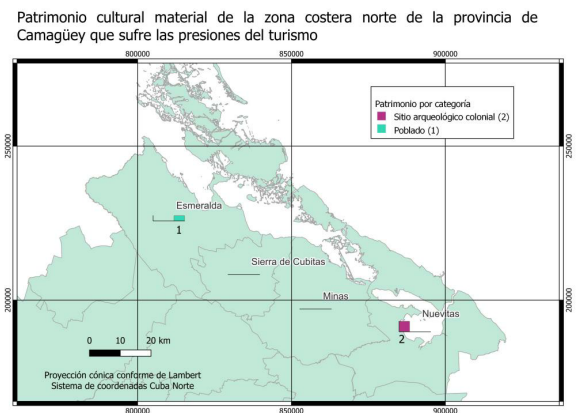 Patrimonio cultural material de la zona costera norte de la provincia de
Camagüey que sufre las presiones del turismo
800000 850000 900000
Patrimonio por categoría
Sitio arqueológico colonial (2)
Poblado (1)
250000 250000
Esmeralda
1
Sierra de Cubitas
Minas
200000 200000
Nuevitas
2
0 10 20 km
Proyección cónica conforme de Lambert
Sistema de coordenadas Cuba Norte
800000 850000 900000